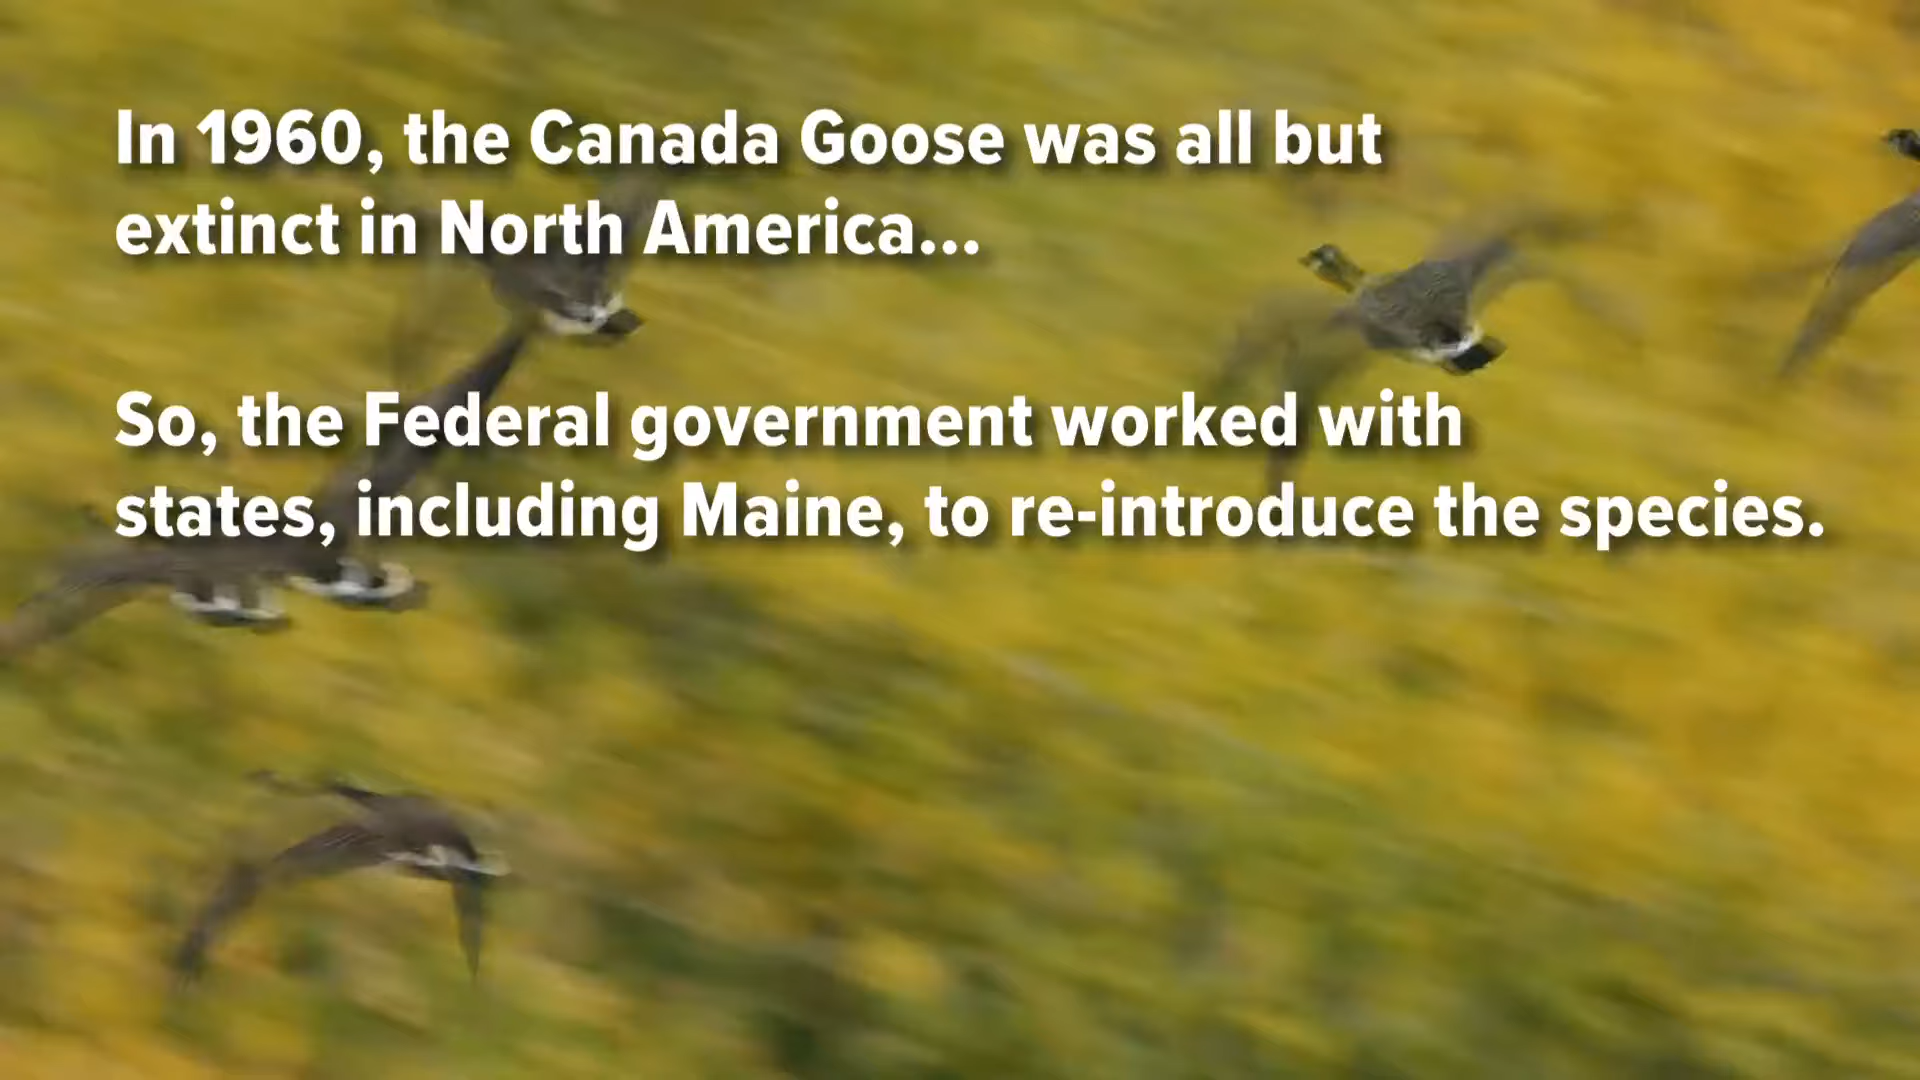 In 1960, the Canada Goose was all but
extinct in North America...
So, the Federal government worked with
states, including Maine, to re-introduce the species.